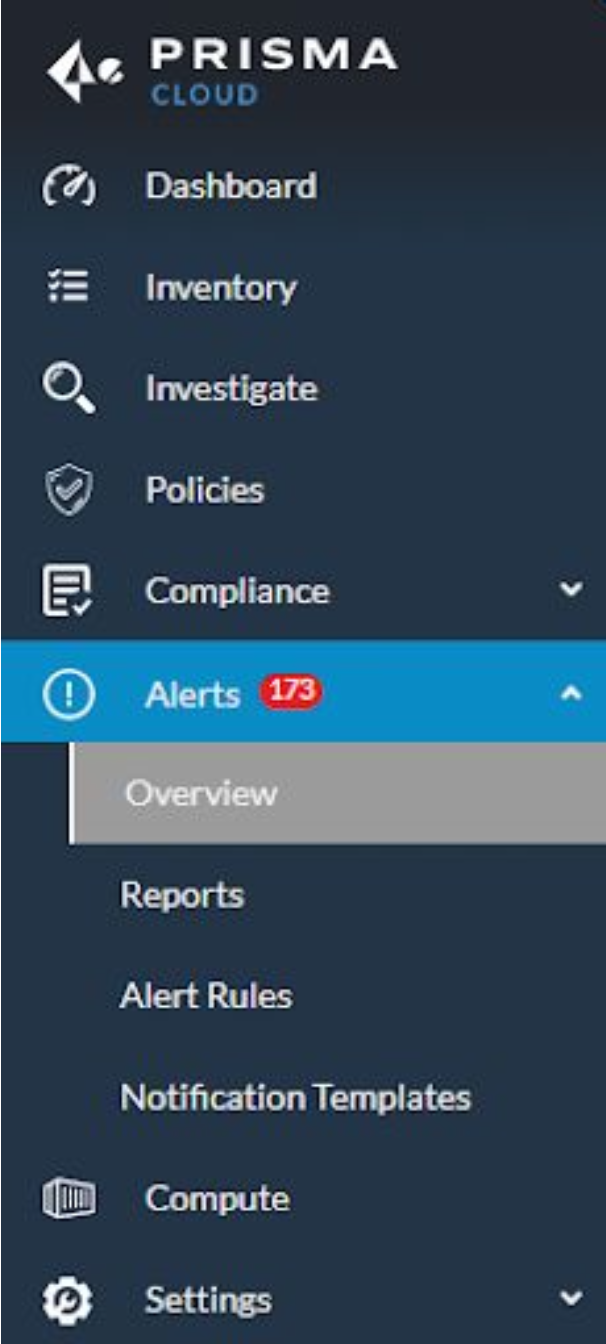 PRISMA
CLOUD
Dashboard
Inventory
Investigate
Policies
Compliance
Alerts 173
Overview
Reports
Alert Rules
Notification Templates
Compute
Settings